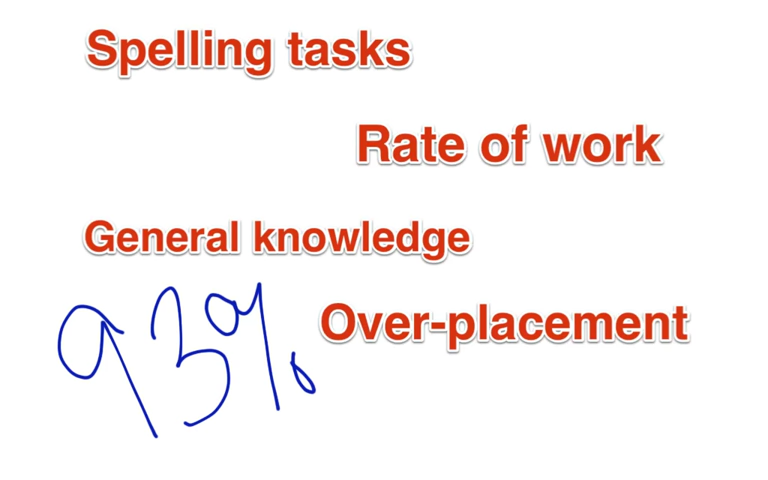 Spelling tasks
Rate of work
General knowledge
93%
Over-placement